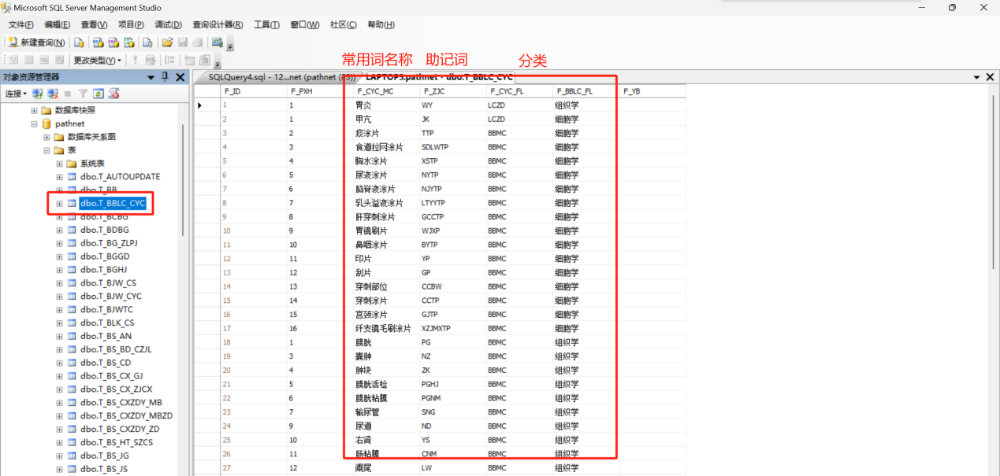 Microsoft SQL Server Management Studio
文件(F) 编辑(E) 查看(V) 项目(P) 调试(D) 查询设计器(R) 工具(T) 窗口(W) 社区(C) 帮助(H)
新建查询(N)
更改类型(Y)
常用词名称 助记词 分类
对象资源管理器
SQLQuery4.sql - 12...net (pathnet (85))
LAPTOPS.pathnet - dbo.T_BBLC_CYC
连接
数据库快照
pathnet
数据库关系图
表
系统表
dbo.T_AUTOUPDATE
dbo.T_BB
dbo.T_BBLC_CYC
dbo.T_BCBG
dbo.T_BDBG
dbo.T_BG_ZLPJ
dbo.T_BGGD
dbo.T_BGHJ
dbo.T_BJW_CS
dbo.T_BJW_CYC
dbo.T_BJWTC
dbo.T_BLK_CS
dbo.T_BS_AN
dbo.T_BS_BD_CZJL
dbo.T_BS_CD
dbo.T_BS_CX_GJ
dbo.T_BS_CX_ZJCX
dbo.T_BS_CXZDY_MB
dbo.T_BS_CXZDY_MBZD
dbo.T_BS_CXZDY_ZD
dbo.T_BS_HT_SZCS
dbo.T_BS_JG
dbo.T_BS_JS
F_ID F_PXH F_CYC_MC F_ZJC F_CYC_FL F_BBLC_FL F_YB
1 1 胃炎 WY LCZD 组织学
2 1 甲亢 JK LCZD 细胞学
3 2 痰涂片 TTP BBMC 细胞学
4 3 食道拉网涂片 SDLWTP BBMC 细胞学
5 4 胸水涂片 XSTP BBMC 细胞学
6 5 尿液涂片 NYTP BBMC 细胞学
7 6 脑脊液涂片 NJYTP BBMC 细胞学
8 7 乳头溢液涂片 LTYYTP BBMC 细胞学
9 8 肝穿刺涂片 GCCTP BBMC 细胞学
10 9 胃镜刷片 WJXP BBMC 细胞学
11 10 鼻咽涂片 BYTP BBMC 细胞学
12 11 印片 YP BBMC 细胞学
13 12 刮片 GP BBMC 细胞学
14 13 穿刺部位 CCBW BBMC 细胞学
15 14 穿刺涂片 CCTP BBMC 细胞学
16 15 宫颈涂片 GJTP BBMC 细胞学
17 16 纤支镜毛刷涂片 XZJMXTP BBMC 细胞学
18 1 膀胱 PG BBMC 组织学
19 3 囊肿 NZ BBMC 组织学
20 4 肿块 ZK BBMC 组织学
21 5 膀胱活检 PGHJ BBMC 组织学
22 6 膀胱粘膜 PGNM BBMC 组织学
23 7 输尿管 SNG BBMC 组织学
24 9 尿道 ND BBMC 组织学
25 10 右肾 YS BBMC 组织学
26 11 肠粘膜 CNM BBMC 组织学
27 12 阑尾 LW BBMC 组织学